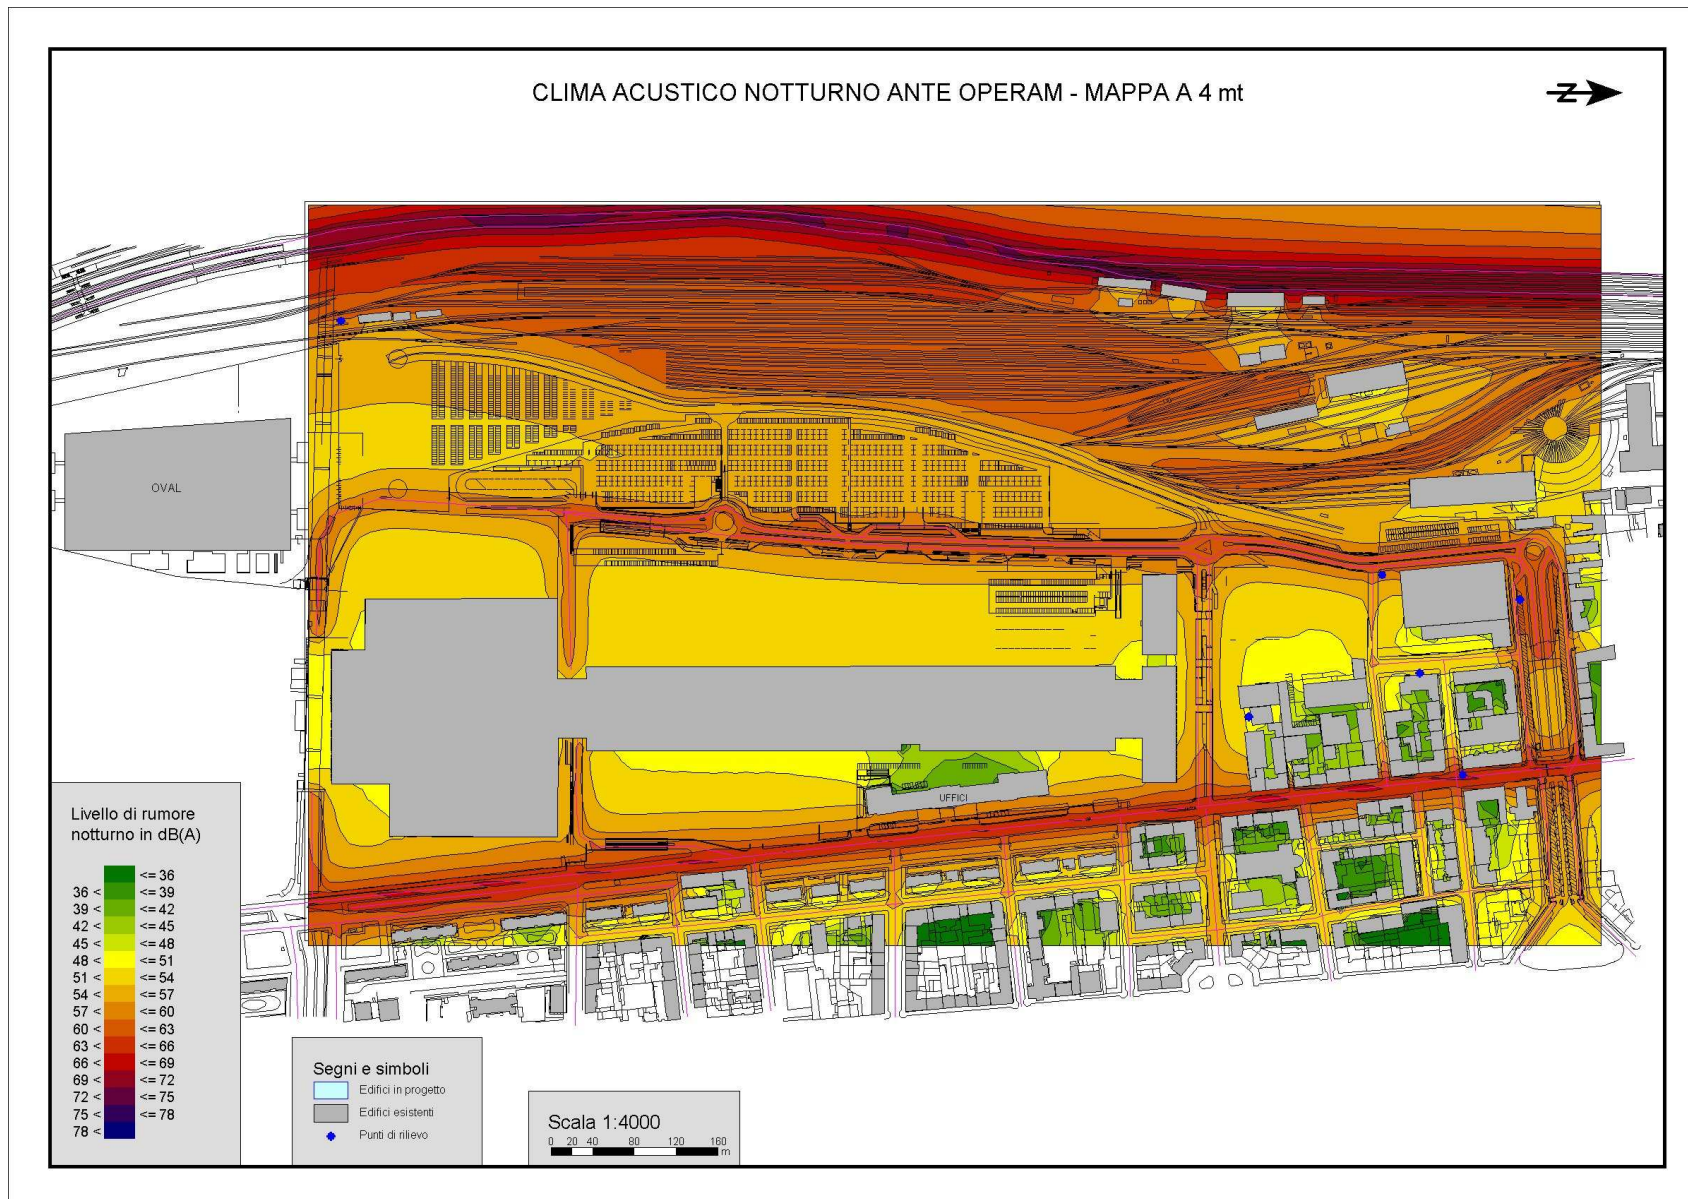 CLIMA ACUSTICO NOTTURNO ANTE OPERAM - MAPPA A 4 mt
Z
OVAL
UFFICI
Livello di rumore
notturno in dB(A)
<= 36
36 < <= 39
39 < <= 42
42 < <= 45
45 < <= 48
48 < <= 51
51 < <= 54
54 < <= 57
57 < <= 60
60 < <= 63
63 < <= 66
66 < <= 69
69 < <= 72
72 < <= 75
75 < <= 78
78 <
Segni e simboli
Edifici in progetto
Edifici esistenti
Punti di rilievo
Scala 1:4000
0 20 40 80 120 160
m